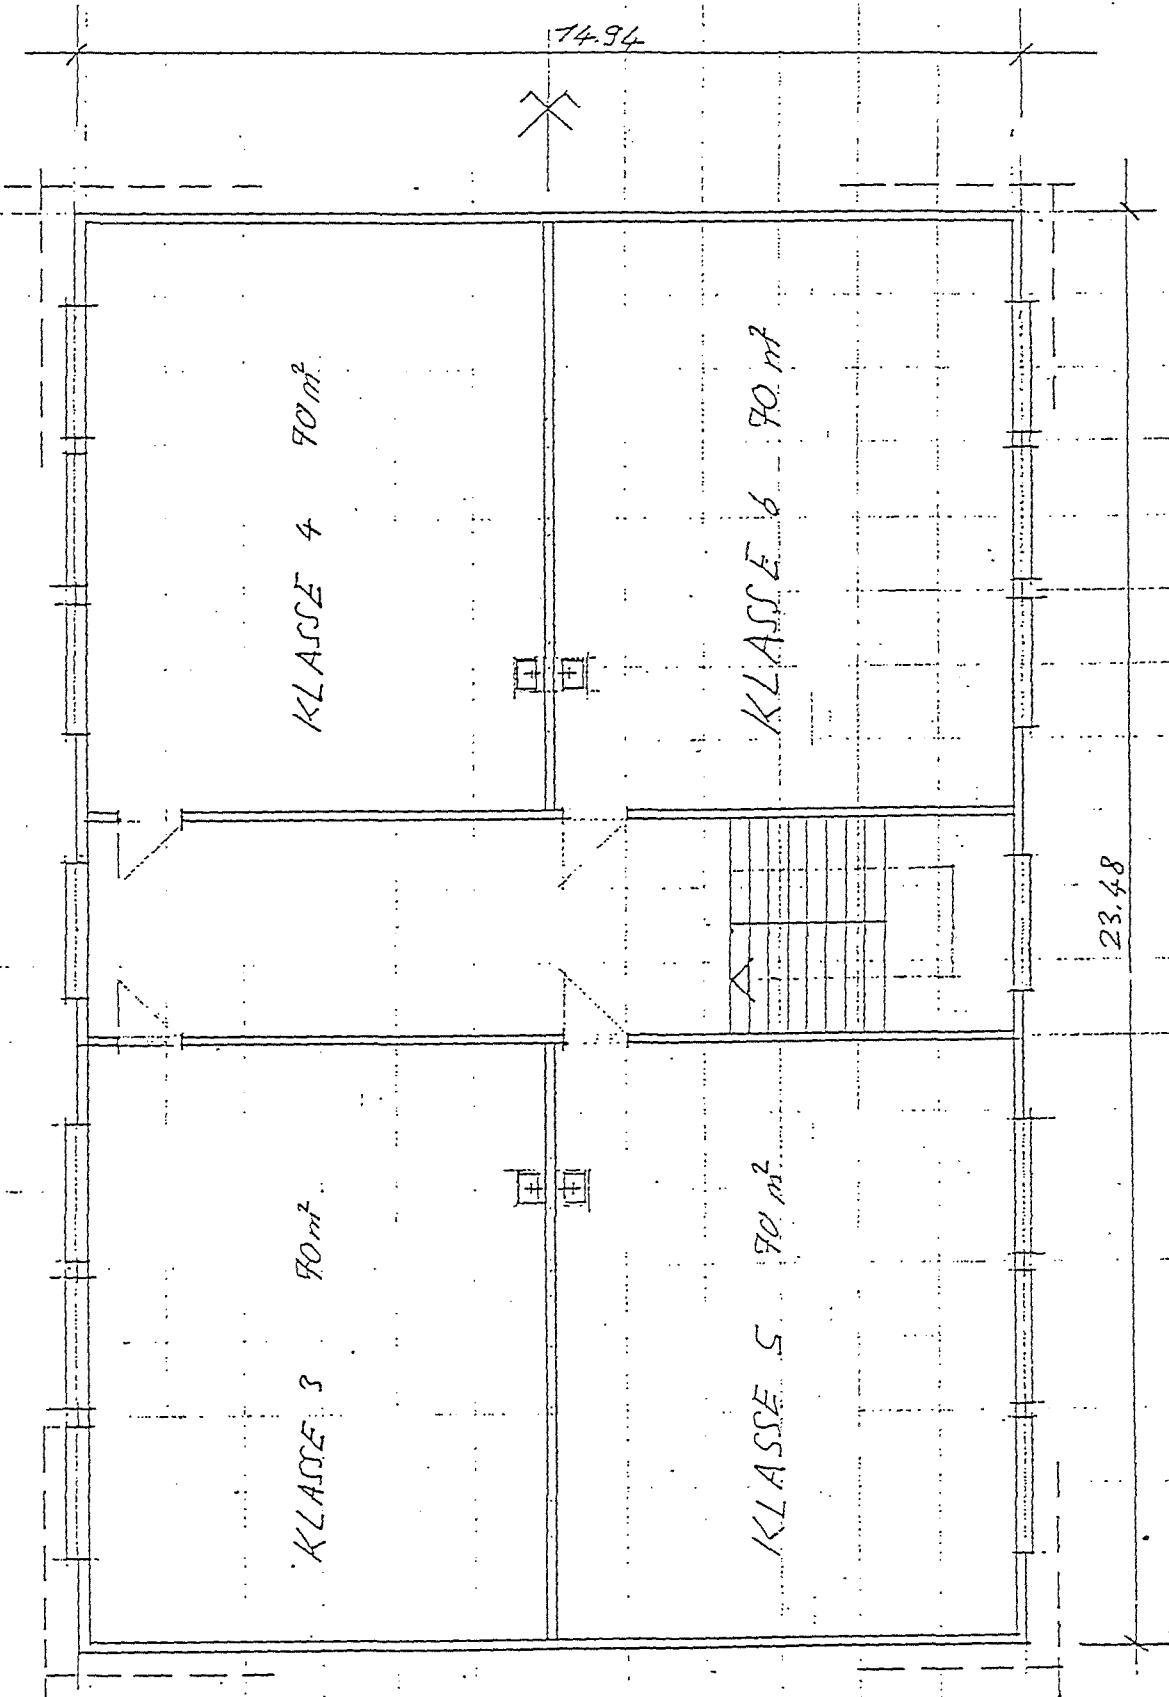 14.94
KLASSE 4 70 m²
KLASSE 6 70 m²
23.48
KLASSE 3 70 m²
KLASSE 5 70 m²